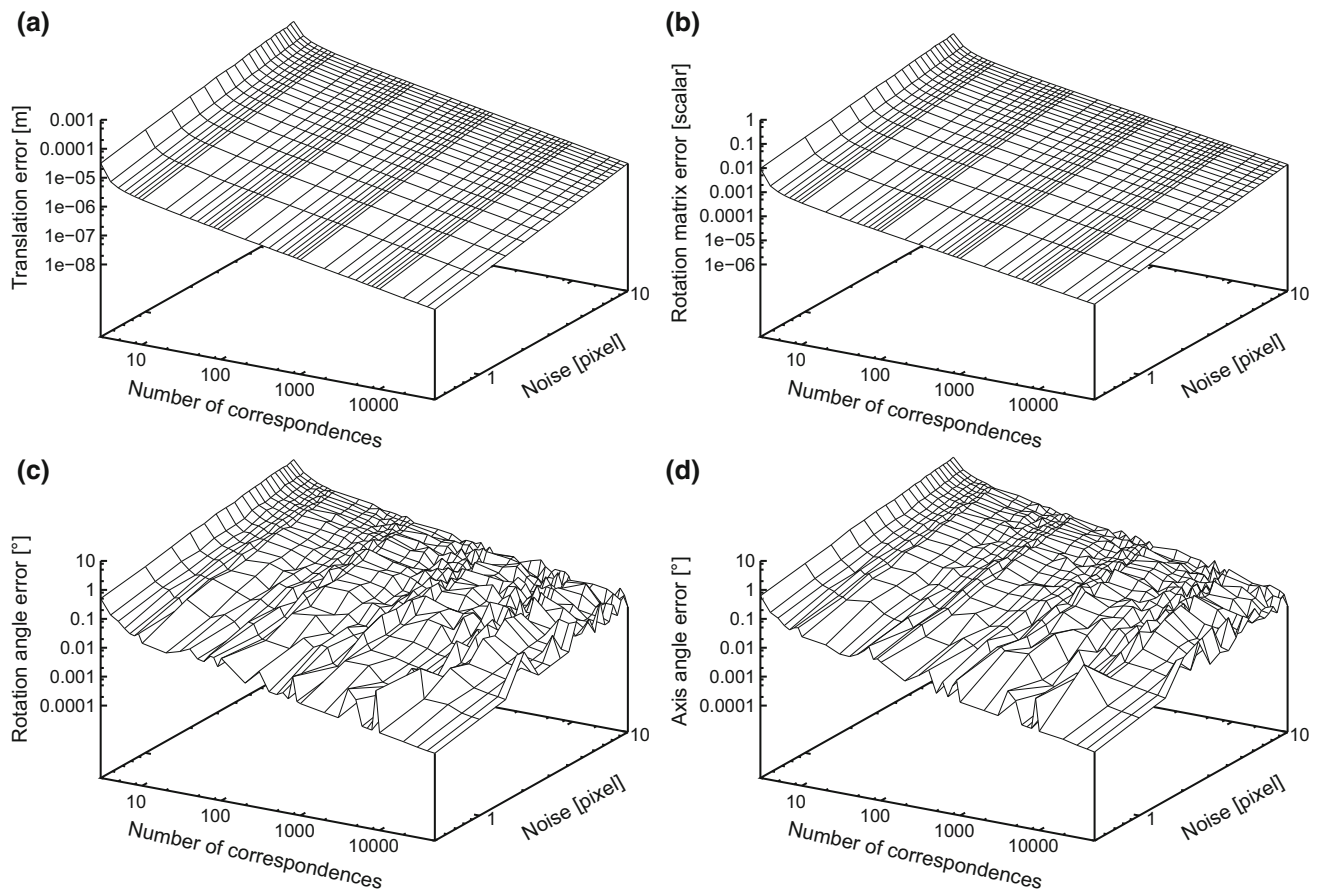 (a)
Translation error [m]
0.001
0.0001
1e−05
1e−06
1e−07
1e−08
10
100
1000
10000
Number of correspondences
1
10
Noise [pixel]
(b)
Rotation matrix error [scalar]
1
0.1
0.01
0.001
0.0001
1e−05
1e−06
10
100
1000
10000
Number of correspondences
1
10
Noise [pixel]
(c)
Rotation angle error [°]
10
1
0.1
0.01
0.001
0.0001
10
100
1000
10000
Number of correspondences
1
10
Noise [pixel]
(d)
Axis angle error [°]
10
1
0.1
0.01
0.001
0.0001
10
100
1000
10000
Number of correspondences
1
10
Noise [pixel]